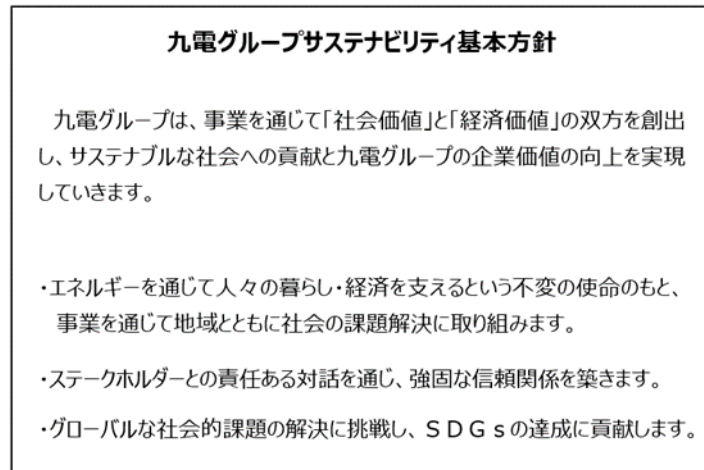 九電グループサステナビリティ基本方針
九電グループは、事業を通じて「社会価値」と「経済価値」の双方を創出
し、サステナブルな社会への貢献と九電グループの企業価値の向上を実現
していきます。
・エネルギーを通じて人々の暮らし・経済を支えるという不変の使命のもと、
事業を通じて地域とともに社会の課題解決に取り組みます。
・ステークホルダーとの責任ある対話を通じ、強固な信頼関係を築きます。
・グローバルな社会的課題の解決に挑戦し、ＳＤＧｓの達成に貢献します。